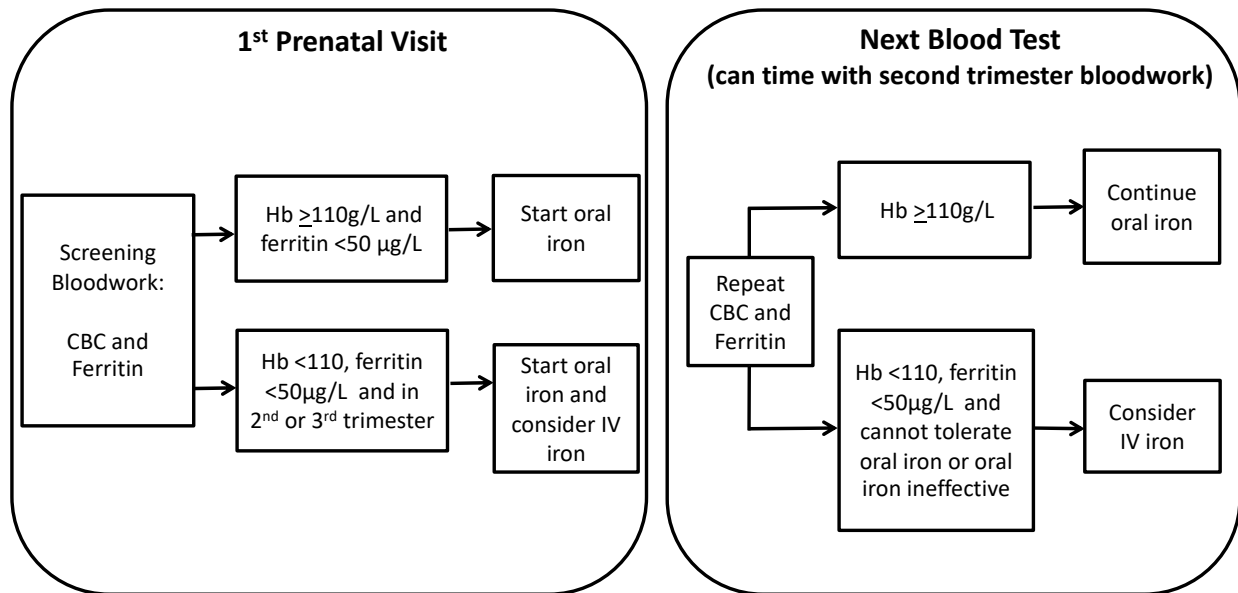 1st Prenatal Visit
Screening
Bloodwork:
CBC and
Ferritin
Hb ≥110g/L and
ferritin <50 µg/L
Start oral
iron
Hb <110, ferritin
<50µg/L and in
2nd or 3rd trimester
Start oral
iron and
consider IV
iron
Next Blood Test
(can time with second trimester bloodwork)
Repeat
CBC and
Ferritin
Hb ≥110g/L
Continue
oral iron
Hb <110, ferritin
<50µg/L and
cannot tolerate
oral iron or oral
iron ineffective
Consider
IV iron